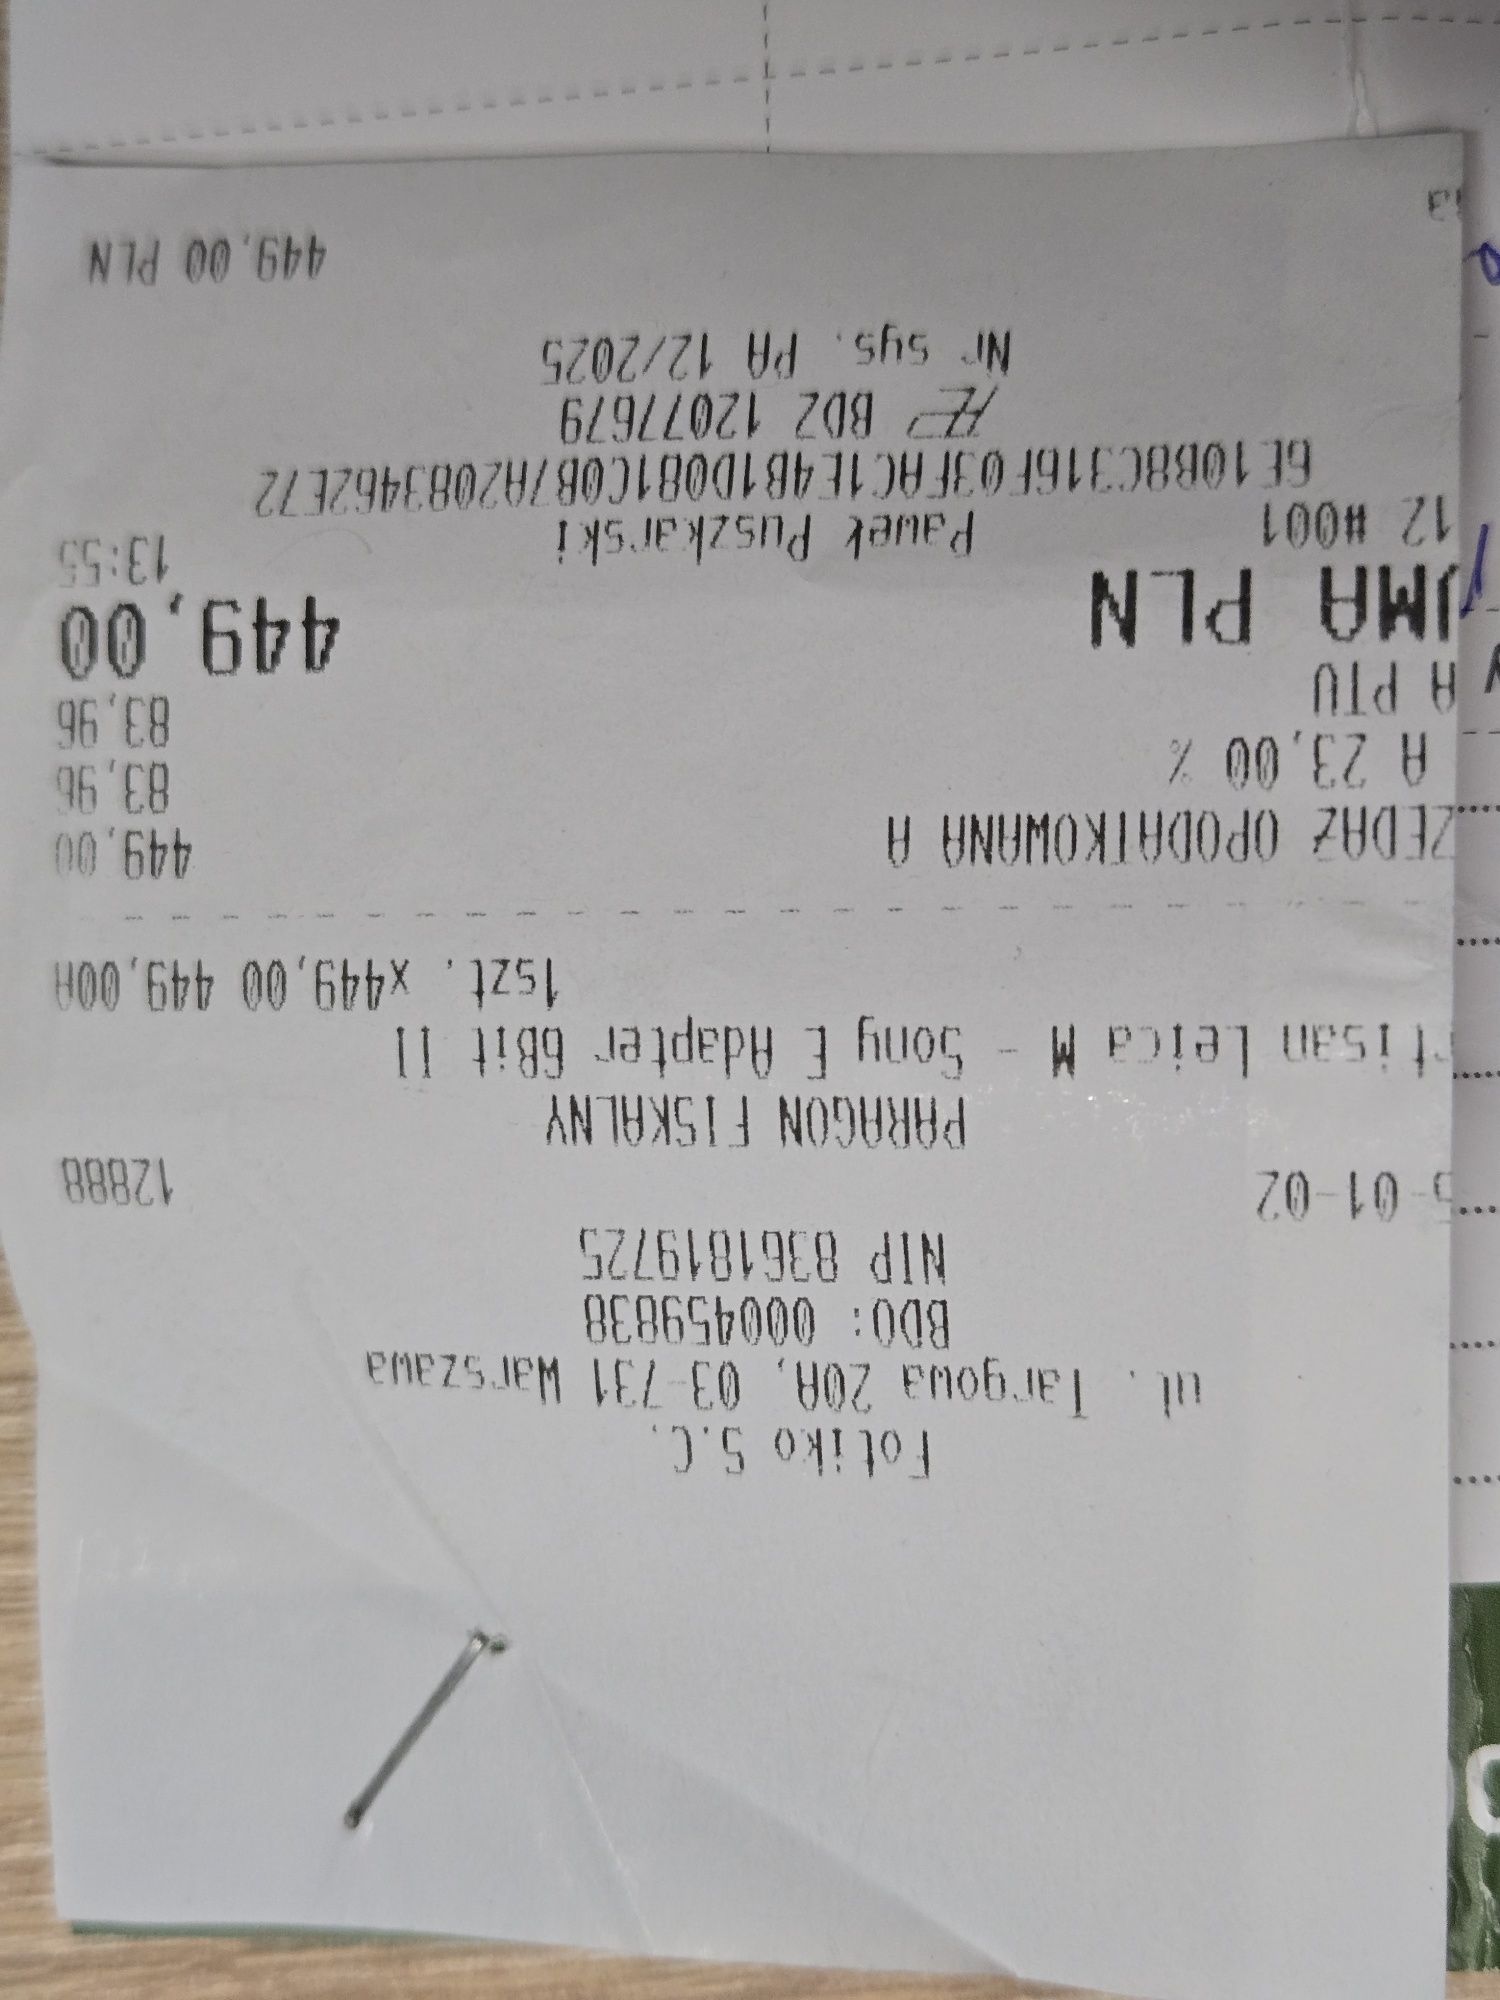 Fotiko S.C.
ul. Targowa 20A, 03-731 Warszawa
BDO: 000459838
NIP 8361819725
5-01-02 12888
PARAGON FISKALNY
rtisan Leica M - Sony E Adapter 6Bit II
1szt. x449,00 449,00A
ZEDAŻ OPODATKOWANA A 449,00
A 23,00 % 83,96
A PTU 83,96
UMA PLN 449,00
12 #001 Paweł Puszkarski 13:55
6E10B8C316F03FAC1E4B1D081C0B7A2083462E72
BDZ 12077679
Nr sys. PA 12/2025
449,00 PLN